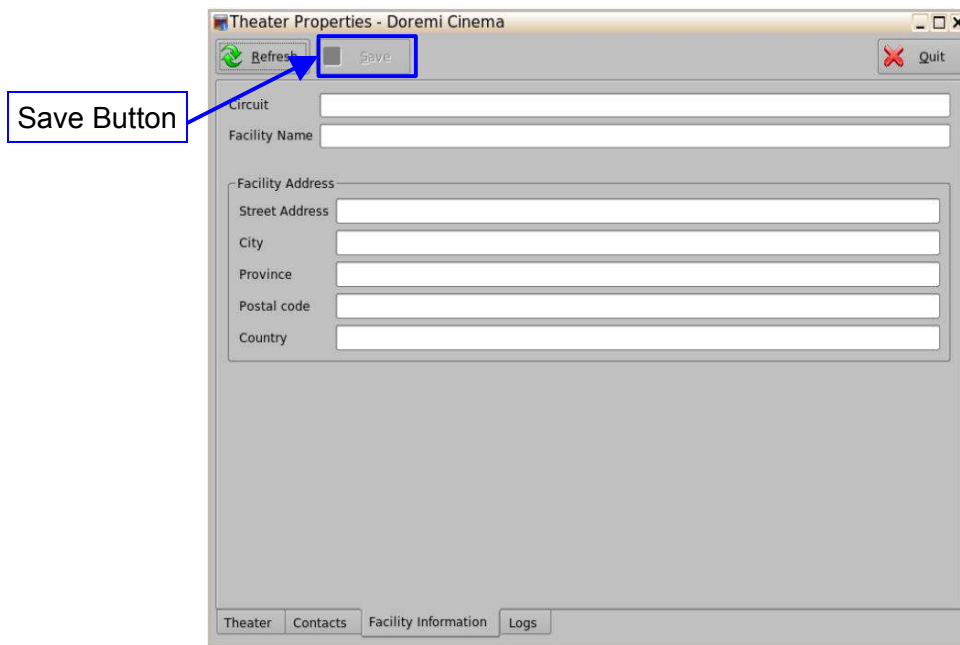 Theater Properties - Doremi Cinema
Refresh Save Quit
Save Button
Circuit
Facility Name
Facility Address
Street Address
City
Province
Postal code
Country
Theater Contacts Facility Information Logs